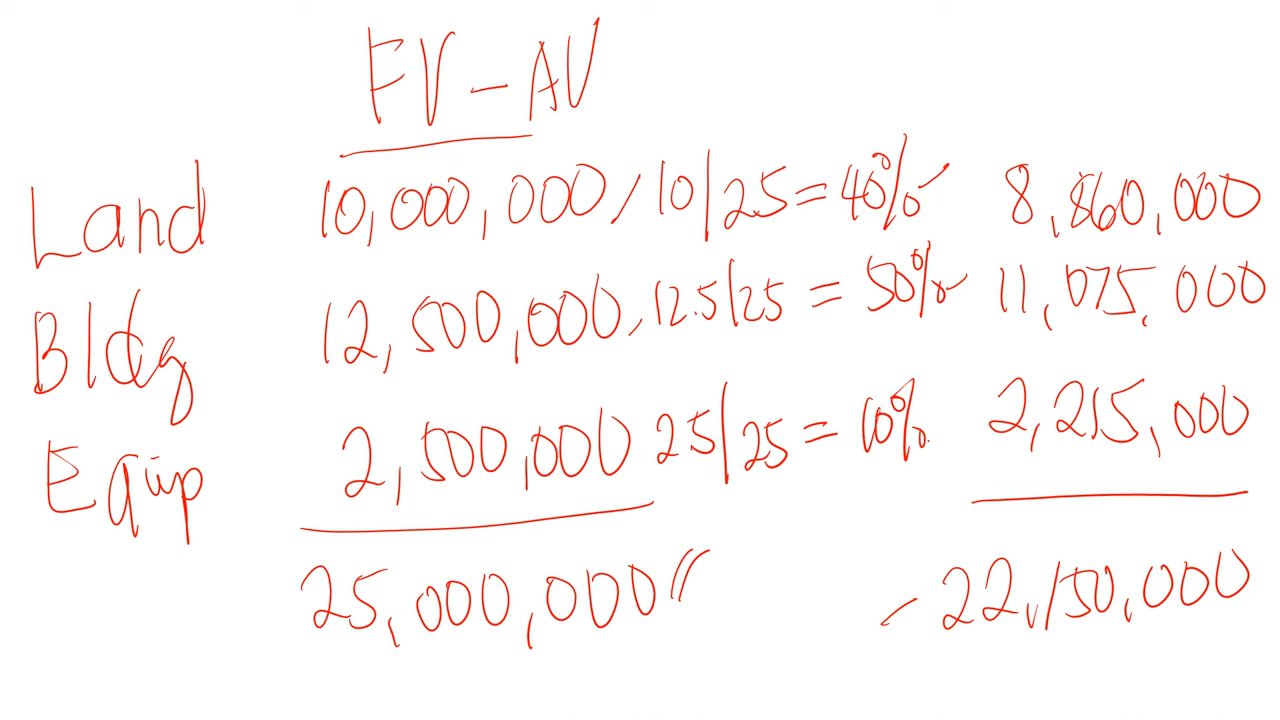 FV - AV
Land 10,000,000 / 10/25 = 40% 8,860,000
Bldg 12,500,000, 12.5/25 = 50% 11,075,000
Equip 2,500,000 25/25 = 10% 2,215,000
25,000,000 // - 22,150,000